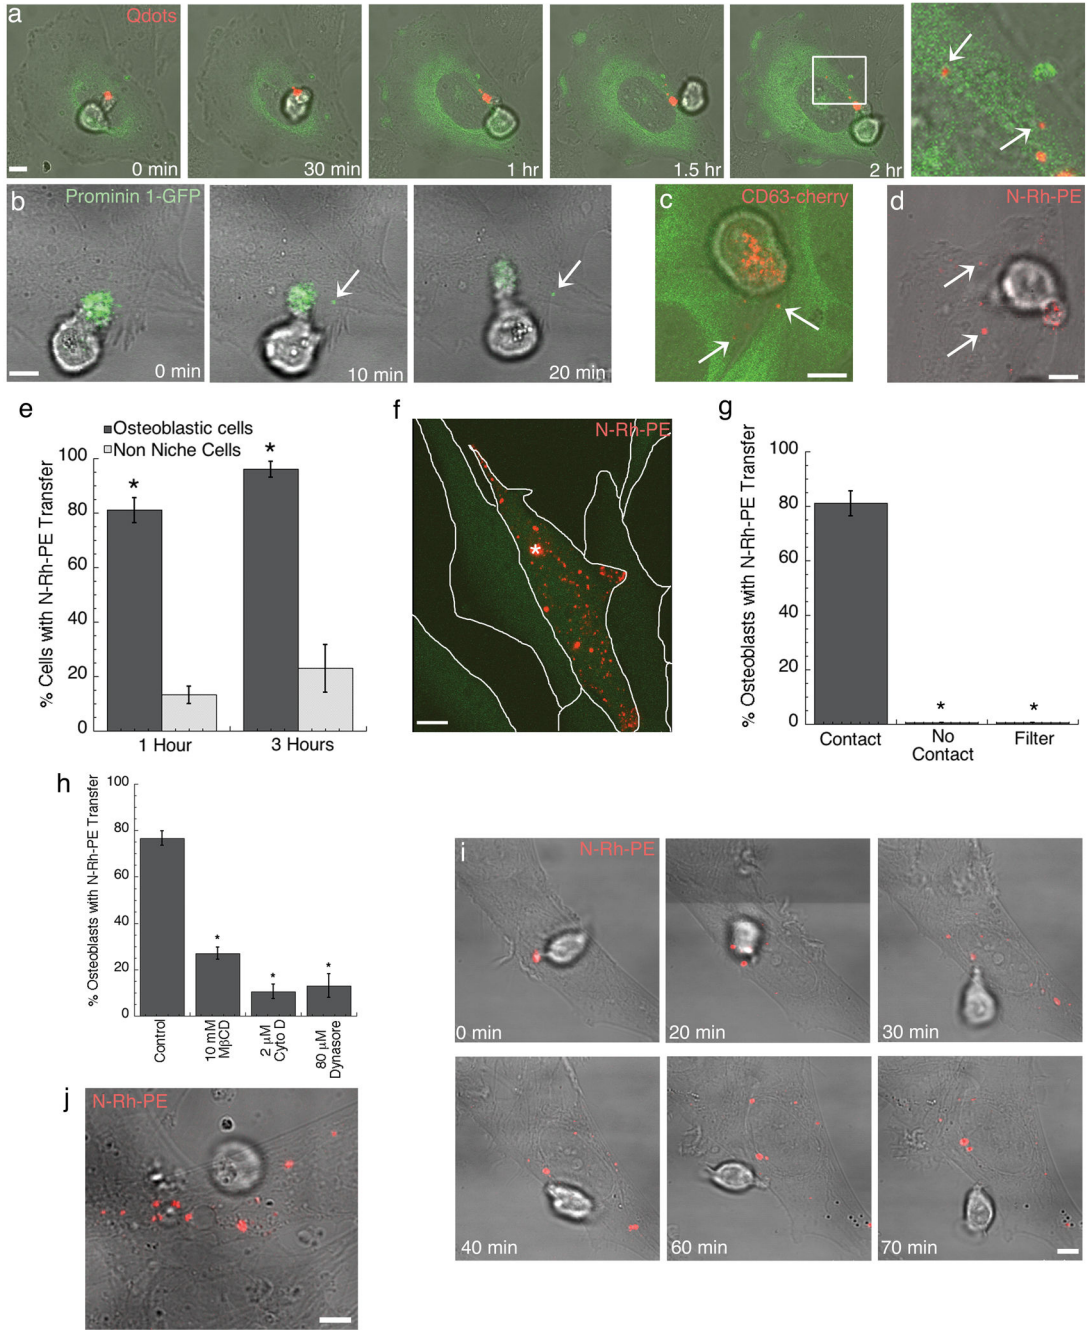 a
Qdots
0 min
30 min
1 hr
1.5 hr
2 hr
b
Prominin 1-GFP
0 min
10 min
20 min
c
CD63-cherry
d
N-Rh-PE
e
Osteoblastic cells
Non Niche Cells
% Cells with N-Rh-PE Transfer
100
80
60
40
20
0
*
*
1 Hour
3 Hours
f
N-Rh-PE
*
g
% Osteoblasts with N-Rh-PE Transfer
100
80
60
40
20
0
*
*
Contact
No
Contact
Filter
h
% Osteoblasts with N-Rh-PE Transfer
100
80
60
40
20
0
*
*
*
Control
10 mM
MβCD
2 μM
Cyto D
80 μM
Dynasore
i
N-Rh-PE
0 min
20 min
30 min
40 min
60 min
70 min
j
N-Rh-PE